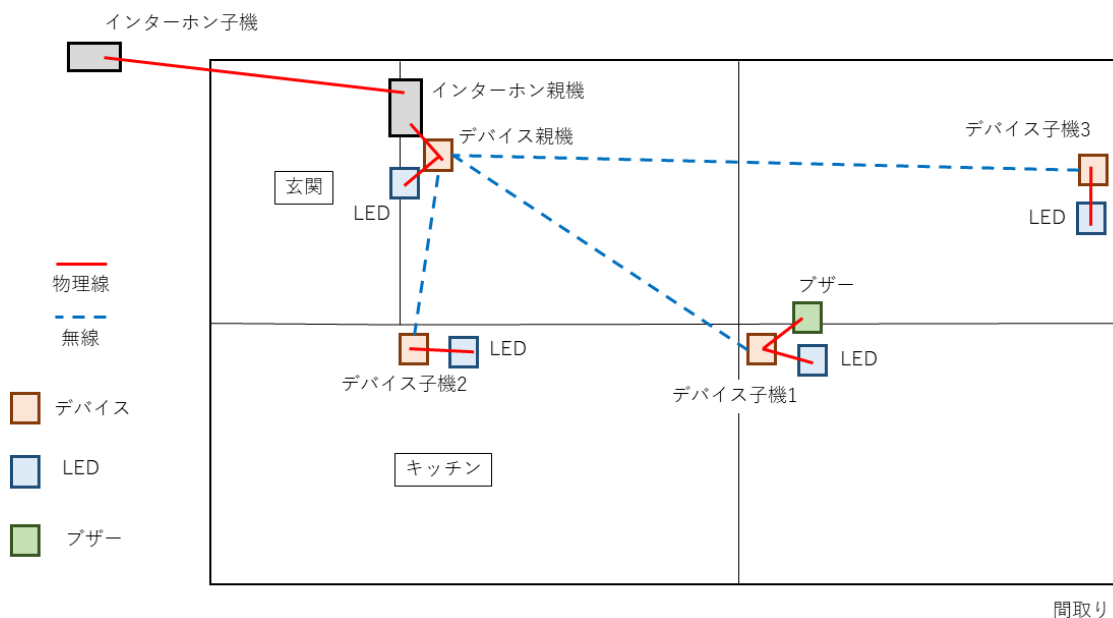 インターホン子機
インターホン親機
デバイス親機
デバイス子機3
玄関
LED
LED
物理線
ブザー
無線
LED
LED
デバイス子機2
デバイス子機1
デバイス
キッチン
LED
ブザー
間取り